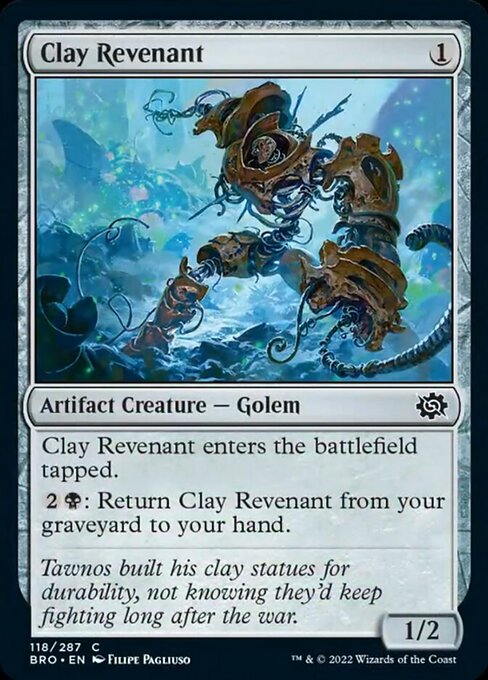 Clay Revenant 1
Artifact Creature — Golem
Clay Revenant enters the battlefield
tapped.
2: Return Clay Revenant from your
graveyard to your hand.
Tawnos built his clay statues for
durability, not knowing they'd keep
fighting long after the war.
1/2
118/287 C
BRO • EN FILIPE PAGLIUSO
™ & © 2022 Wizards of the Coast